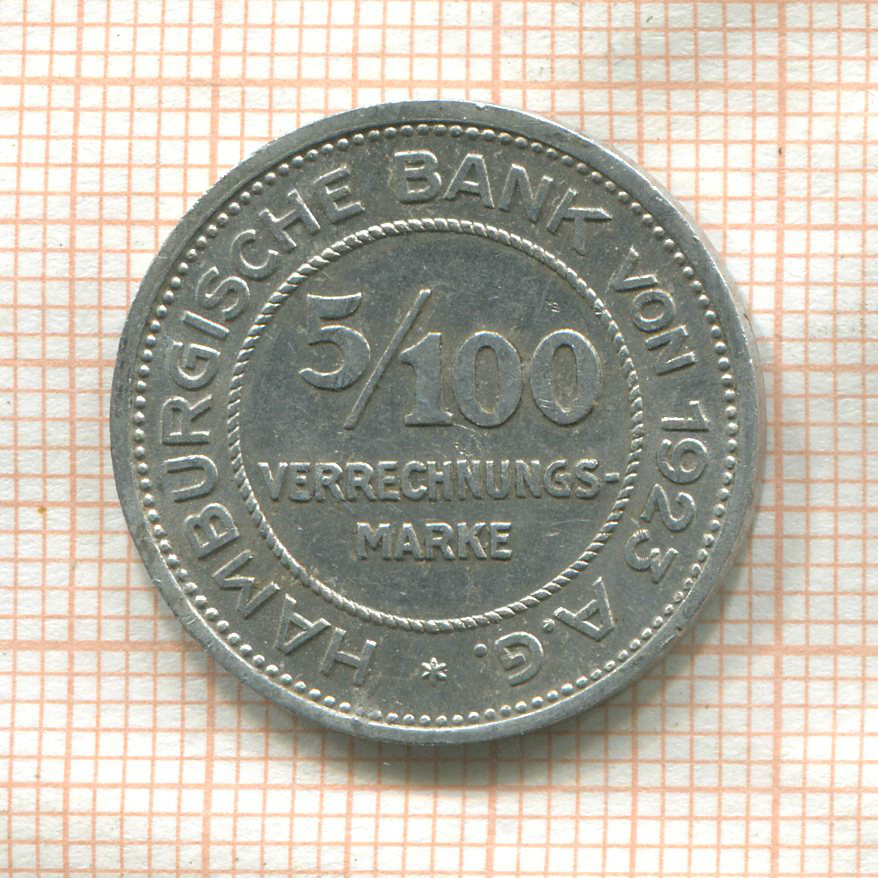 HAMBURGISCHE BANK VON 1923 A.G.
5/100
VERRECHNUNGS-
MARKE